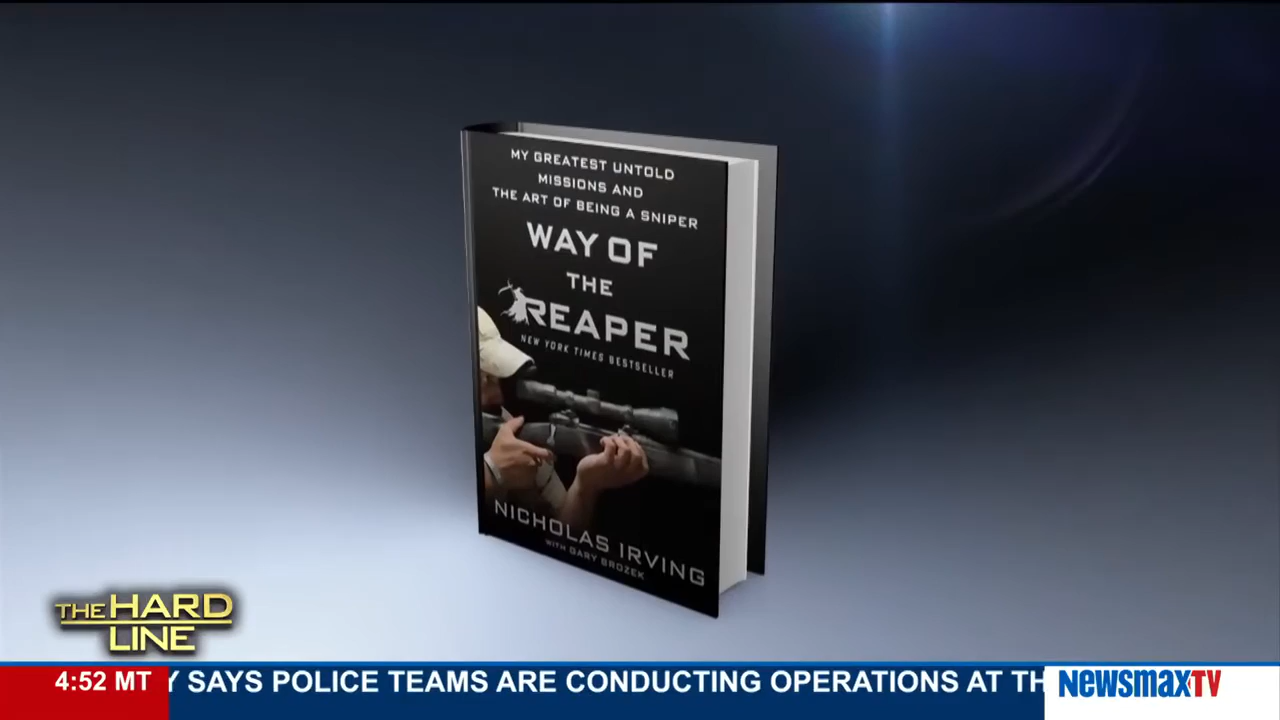 MY GREATEST UNTOLD
MISSIONS AND
THE ART OF BEING A SNIPER
WAY OF
THE
REAPER
NEW YORK TIMES BESTSELLER
NICHOLAS IRVING
WITH GARY BROZEK
THE HARD
LINE
4:52 MT
Y SAYS POLICE TEAMS ARE CONDUCTING OPERATIONS AT TH
NEWSMAXTV